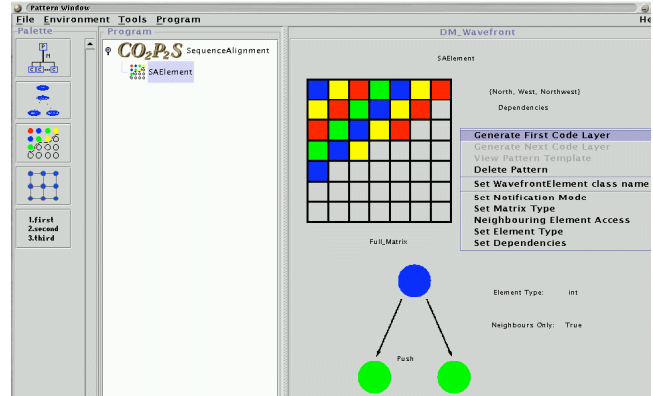 Pattern Window
File Environment Tools Program
Palette
Program
DM_Wavefront
M
CO2P2S SequenceAlignment
SAElement
SAElement
{North, West, Northwest}
Dependencies
Generate First Code Layer
Generate Next Code Layer
View Pattern Template
Delete Pattern
Set WavefrontElement class name
Set Notification Mode
Set Matrix Type
Neighbouring Element Access
Set Element Type
Set Dependencies
1.first
2.second
3.third
Full_Matrix
Element Type: int
Neighbours Only: True
Push